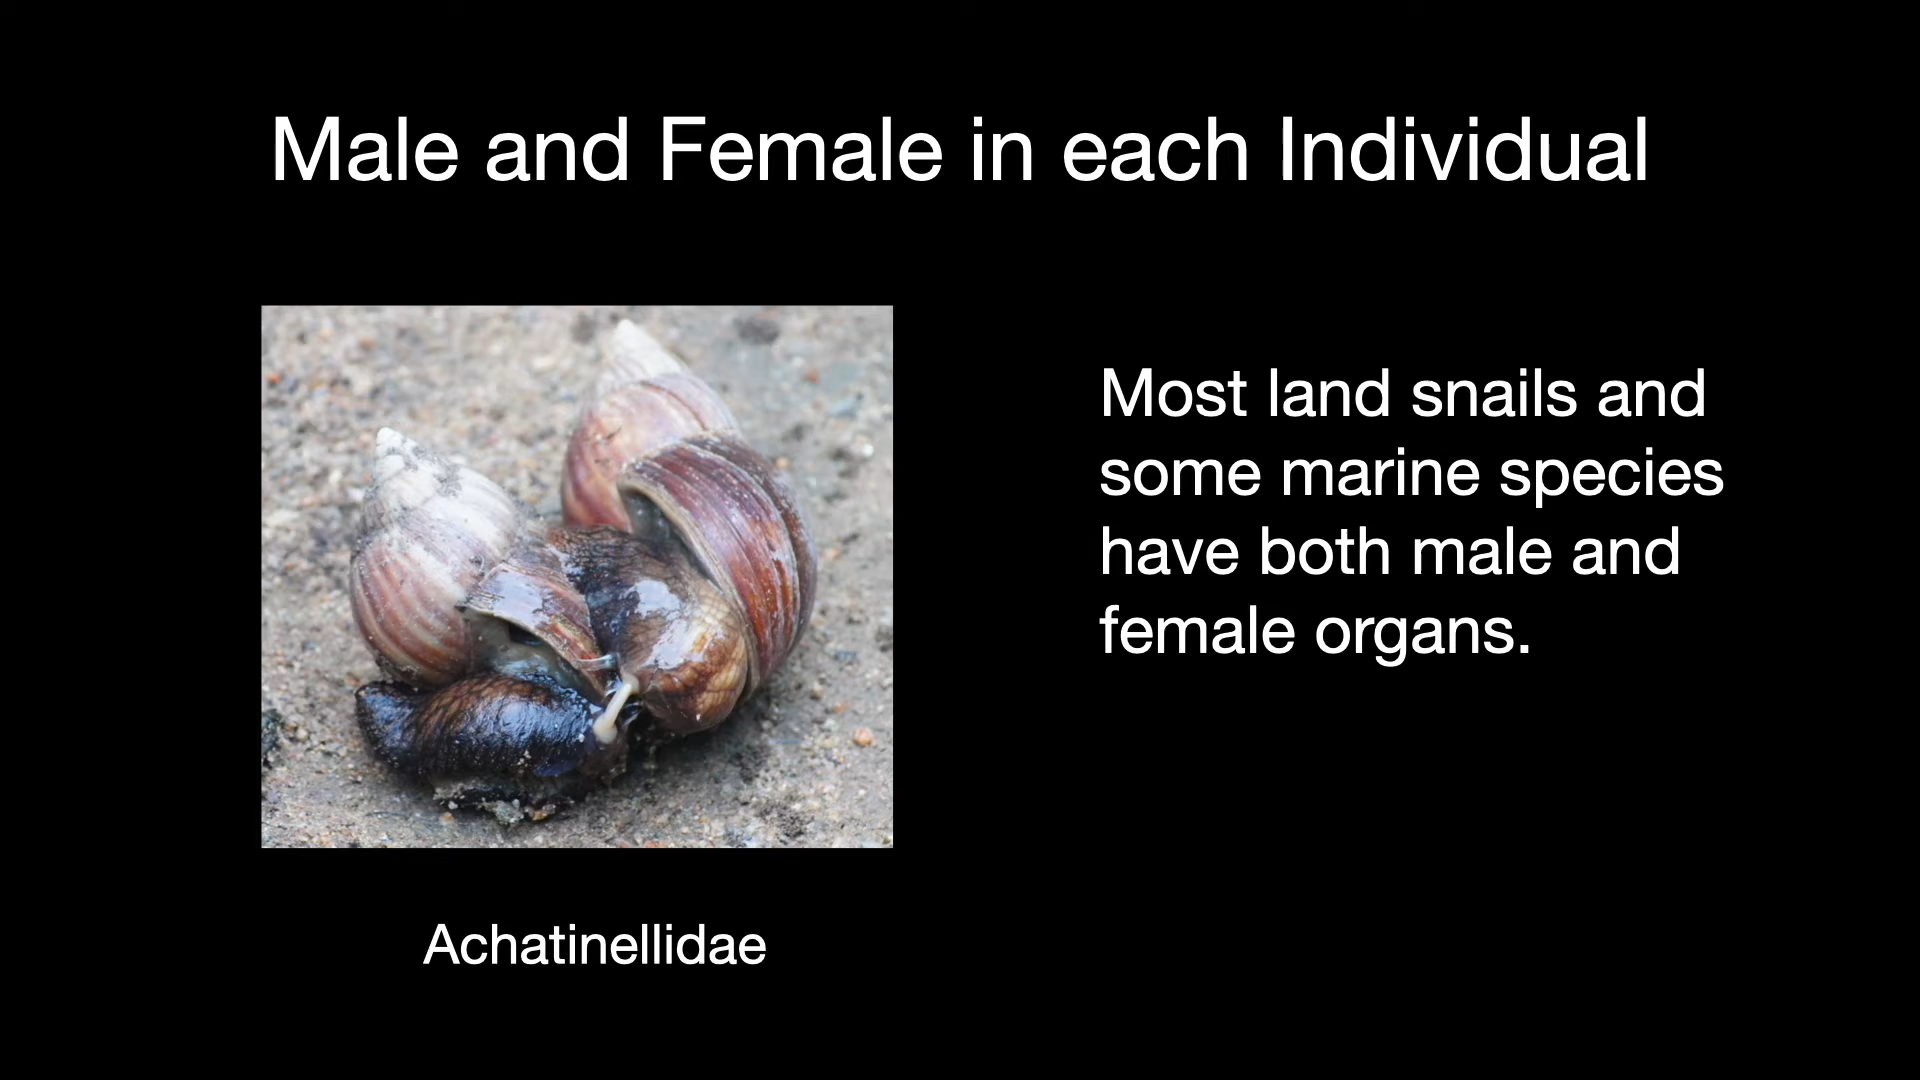 Male and Female in each Individual
Most land snails and
some marine species
have both male and
female organs.
Achatinellidae